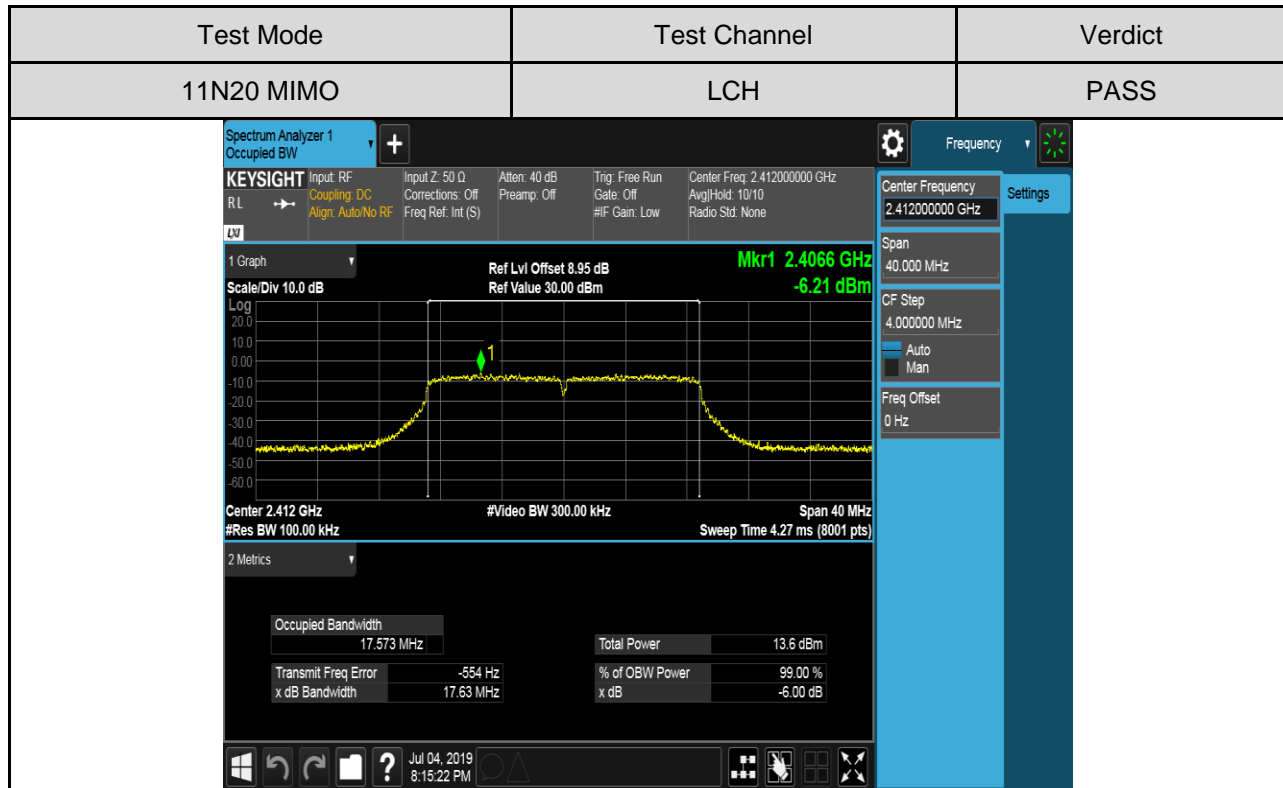 Test Mode Test Channel Verdict
11N20 MIMO LCH PASS
Spectrum Analyzer 1
Occupied BW
+
Frequency
KEYSIGHT Input: RF Input Z: 50 Ω Atten: 40 dB Trig: Free Run Center Freq: 2.412000000 GHz
RL Coupling: DC Corrections: Off Preamp: Off Gate: Off Avg|Hold: 10/10
Align: Auto/No RF Freq Ref: Int (S) #IF Gain: Low Radio Std: None
LXI
Center Frequency
2.412000000 GHz
Settings
Span
40.000 MHz
CF Step
4.000000 MHz
Auto
Man
Freq Offset
0 Hz
1 Graph Ref Lvl Offset 8.95 dB Mkr1 2.4066 GHz
Scale/Div 10.0 dB Ref Value 30.00 dBm -6.21 dBm
Log
20.0
10.0
0.00
-10.0
-20.0
-30.0
-40.0
-50.0
-60.0
1
Center 2.412 GHz #Video BW 300.00 kHz Span 40 MHz
#Res BW 100.00 kHz Sweep Time 4.27 ms (8001 pts)
2 Metrics
Occupied Bandwidth
17.573 MHz Total Power 13.6 dBm
Transmit Freq Error -554 Hz % of OBW Power 99.00 %
x dB Bandwidth 17.63 MHz x dB -6.00 dB
? Jul 04, 2019
8:15:22 PM